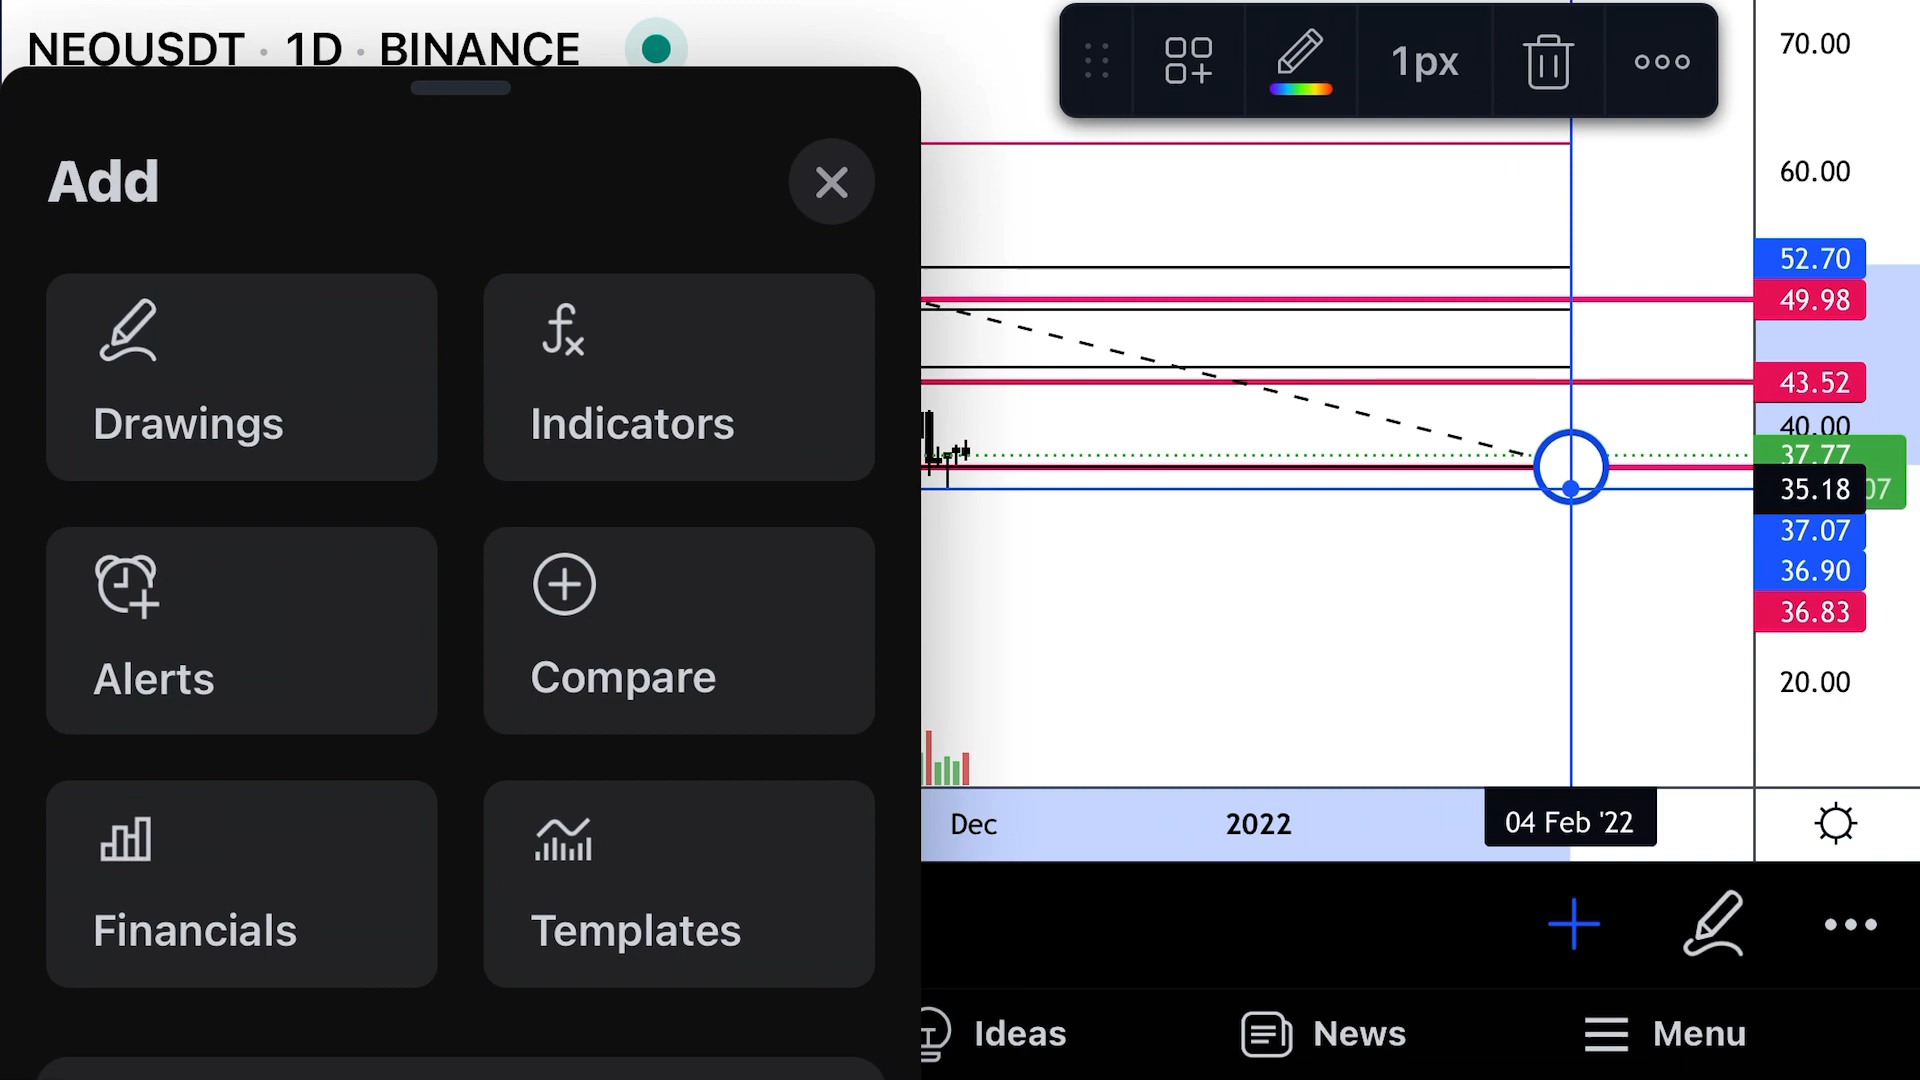 NEOUSDT · 1D · BINANCE
1px
Add
Drawings
Indicators
Alerts
Compare
Financials
Templates
70.00
60.00
52.70
49.98
43.52
40.00
37.77
07
35.18
37.07
36.90
36.83
20.00
Dec
2022
04 Feb '22
Ideas
News
Menu